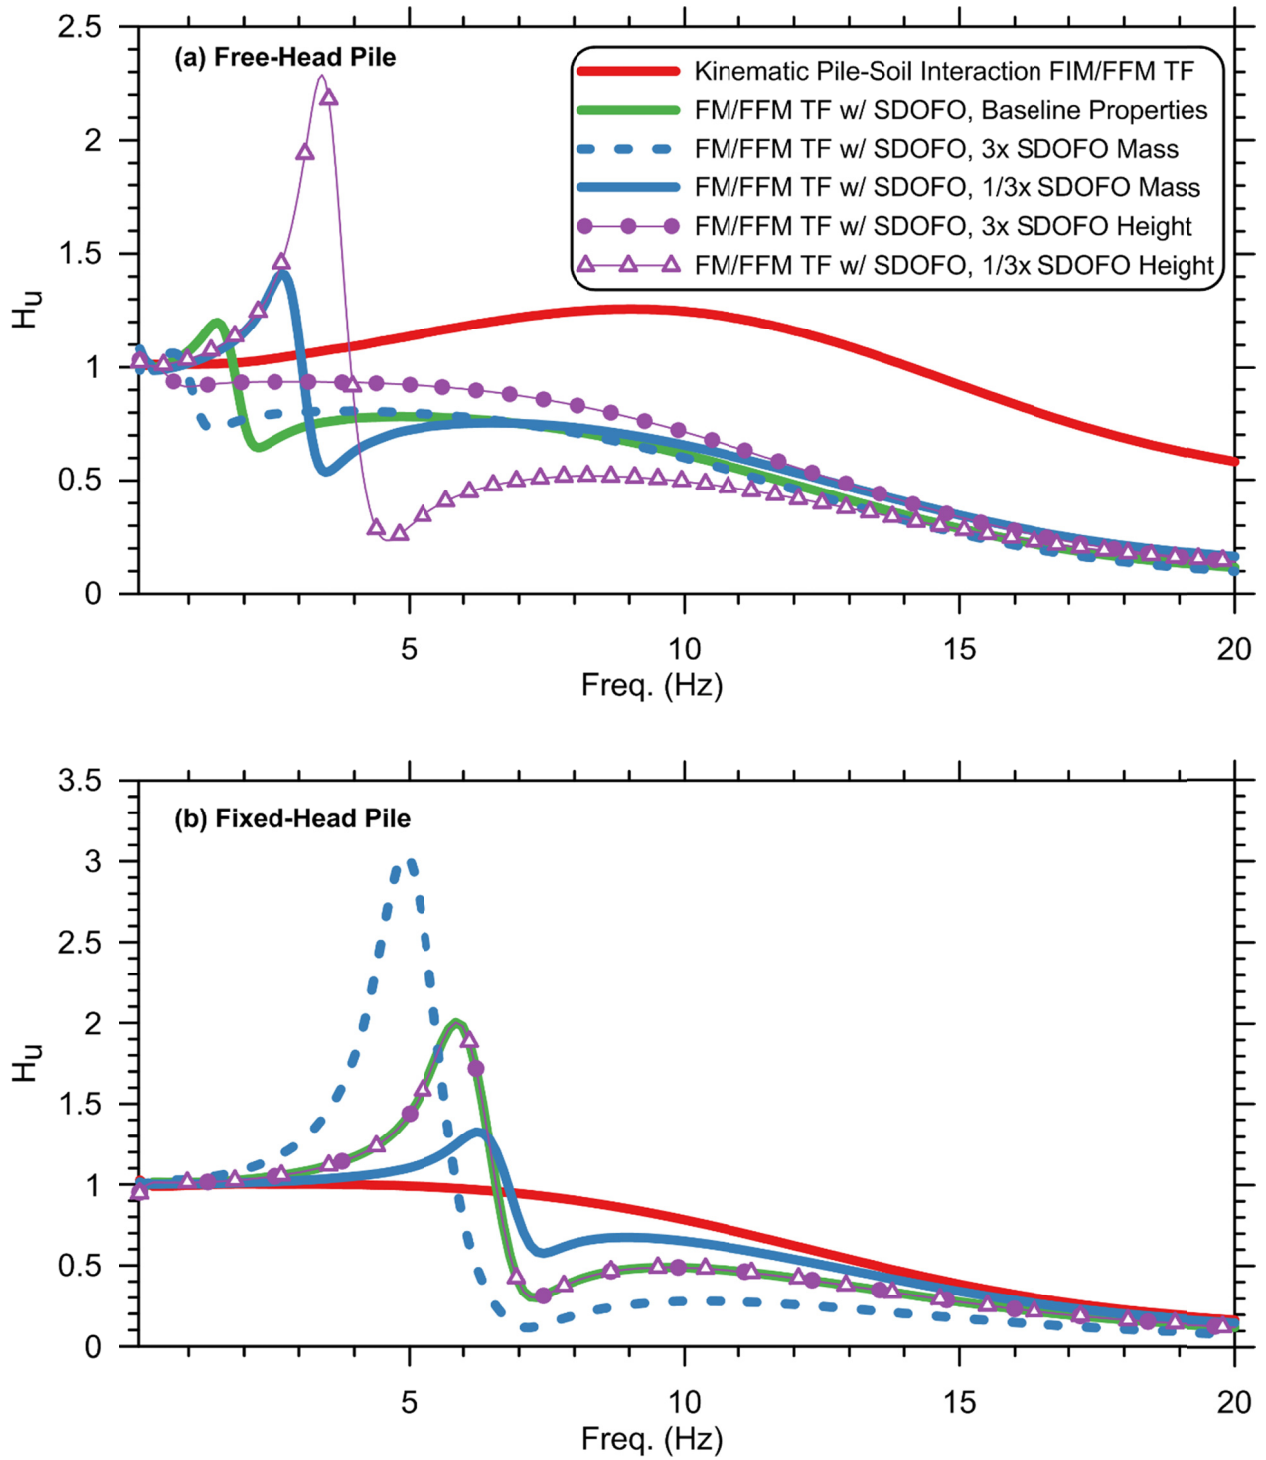 2.5
(a) Free-Head Pile
Kinematic Pile-Soil Interaction FIM/FFM TF
FM/FFM TF w/ SDOFO, Baseline Properties
2
FM/FFM TF w/ SDOFO, 3x SDOFO Mass
FM/FFM TF w/ SDOFO, 1/3x SDOFO Mass
FM/FFM TF w/ SDOFO, 3x SDOFO Height
1.5
FM/FFM TF w/ SDOFO, 1/3x SDOFO Height
Hu
1
0.5
0
5 10 15 20
Freq. (Hz)
3.5
(b) Fixed-Head Pile
3
2.5
2
Hu
1.5
1
0.5
0
5 10 15 20
Freq. (Hz)